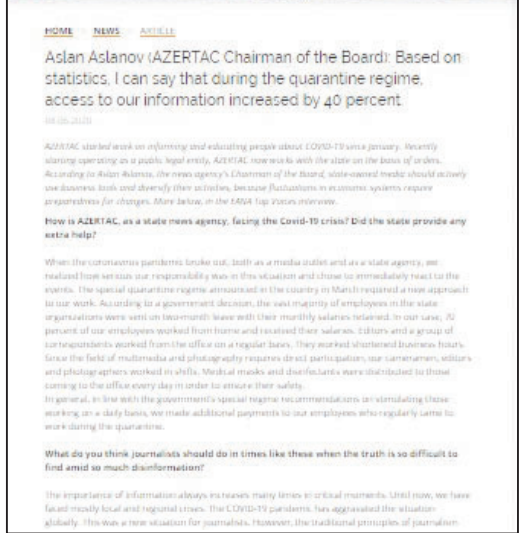 HOME NEWS ARTICLE
Aslan Aslanov (AZERTAC Chairman of the Board): Based on
statistics, I can say that during the quarantine regime,
access to our information increased by 40 percent
AZERTAC started work on informing and educating people about COVID-19 since January. Recently
starting operating as a public legal entity, AZERTAC now works with the state on the basis of orders.
According to Aslan Aslanov, the news agency's Chairman of the Board, state-owned media should actively
use business tools and diversify their activities, because fluctuations in economic systems require
preparedness for changes. More below, in the EANA Top Voices interview.
How is AZERTAC, as a state news agency, facing the Covid-19 crisis? Did the state provide any
extra help?
When the coronavirus pandemic broke out, both as a media outlet and as a state agency, we
realized how serious our responsibility was in this situation and chose to immediately react to the
events. The special quarantine regime announced in the country in March required a new approach
to our work. According to a government decision, the vast majority of employees in the state
organizations were sent on two-month leave with their monthly salaries retained. In our case, 70
percent of our employees worked from home and received their salaries. Editors and a group of
correspondents worked from the office on a regular basis. They worked shortened business hours.
Since the field of multimedia and photography requires direct participation, our cameramen, editors
and photographers worked in shifts. Medical masks and disinfectants were distributed to those
coming to the office every day in order to ensure their safety.
In general, in line with the government's special regime recommendations on stimulating those
working on a daily basis, we made additional payments to our employees who regularly came to
work during the quarantine.
What do you think journalists should do in times like these when the truth is so difficult to
find amid so much disinformation?
The importance of information always increases many times in critical moments. Until now, we have
faced mostly local and regional crises. The COVID-19 pandemic has aggravated the situation
globally. This was a new situation for journalists. However, the traditional principles of journalism